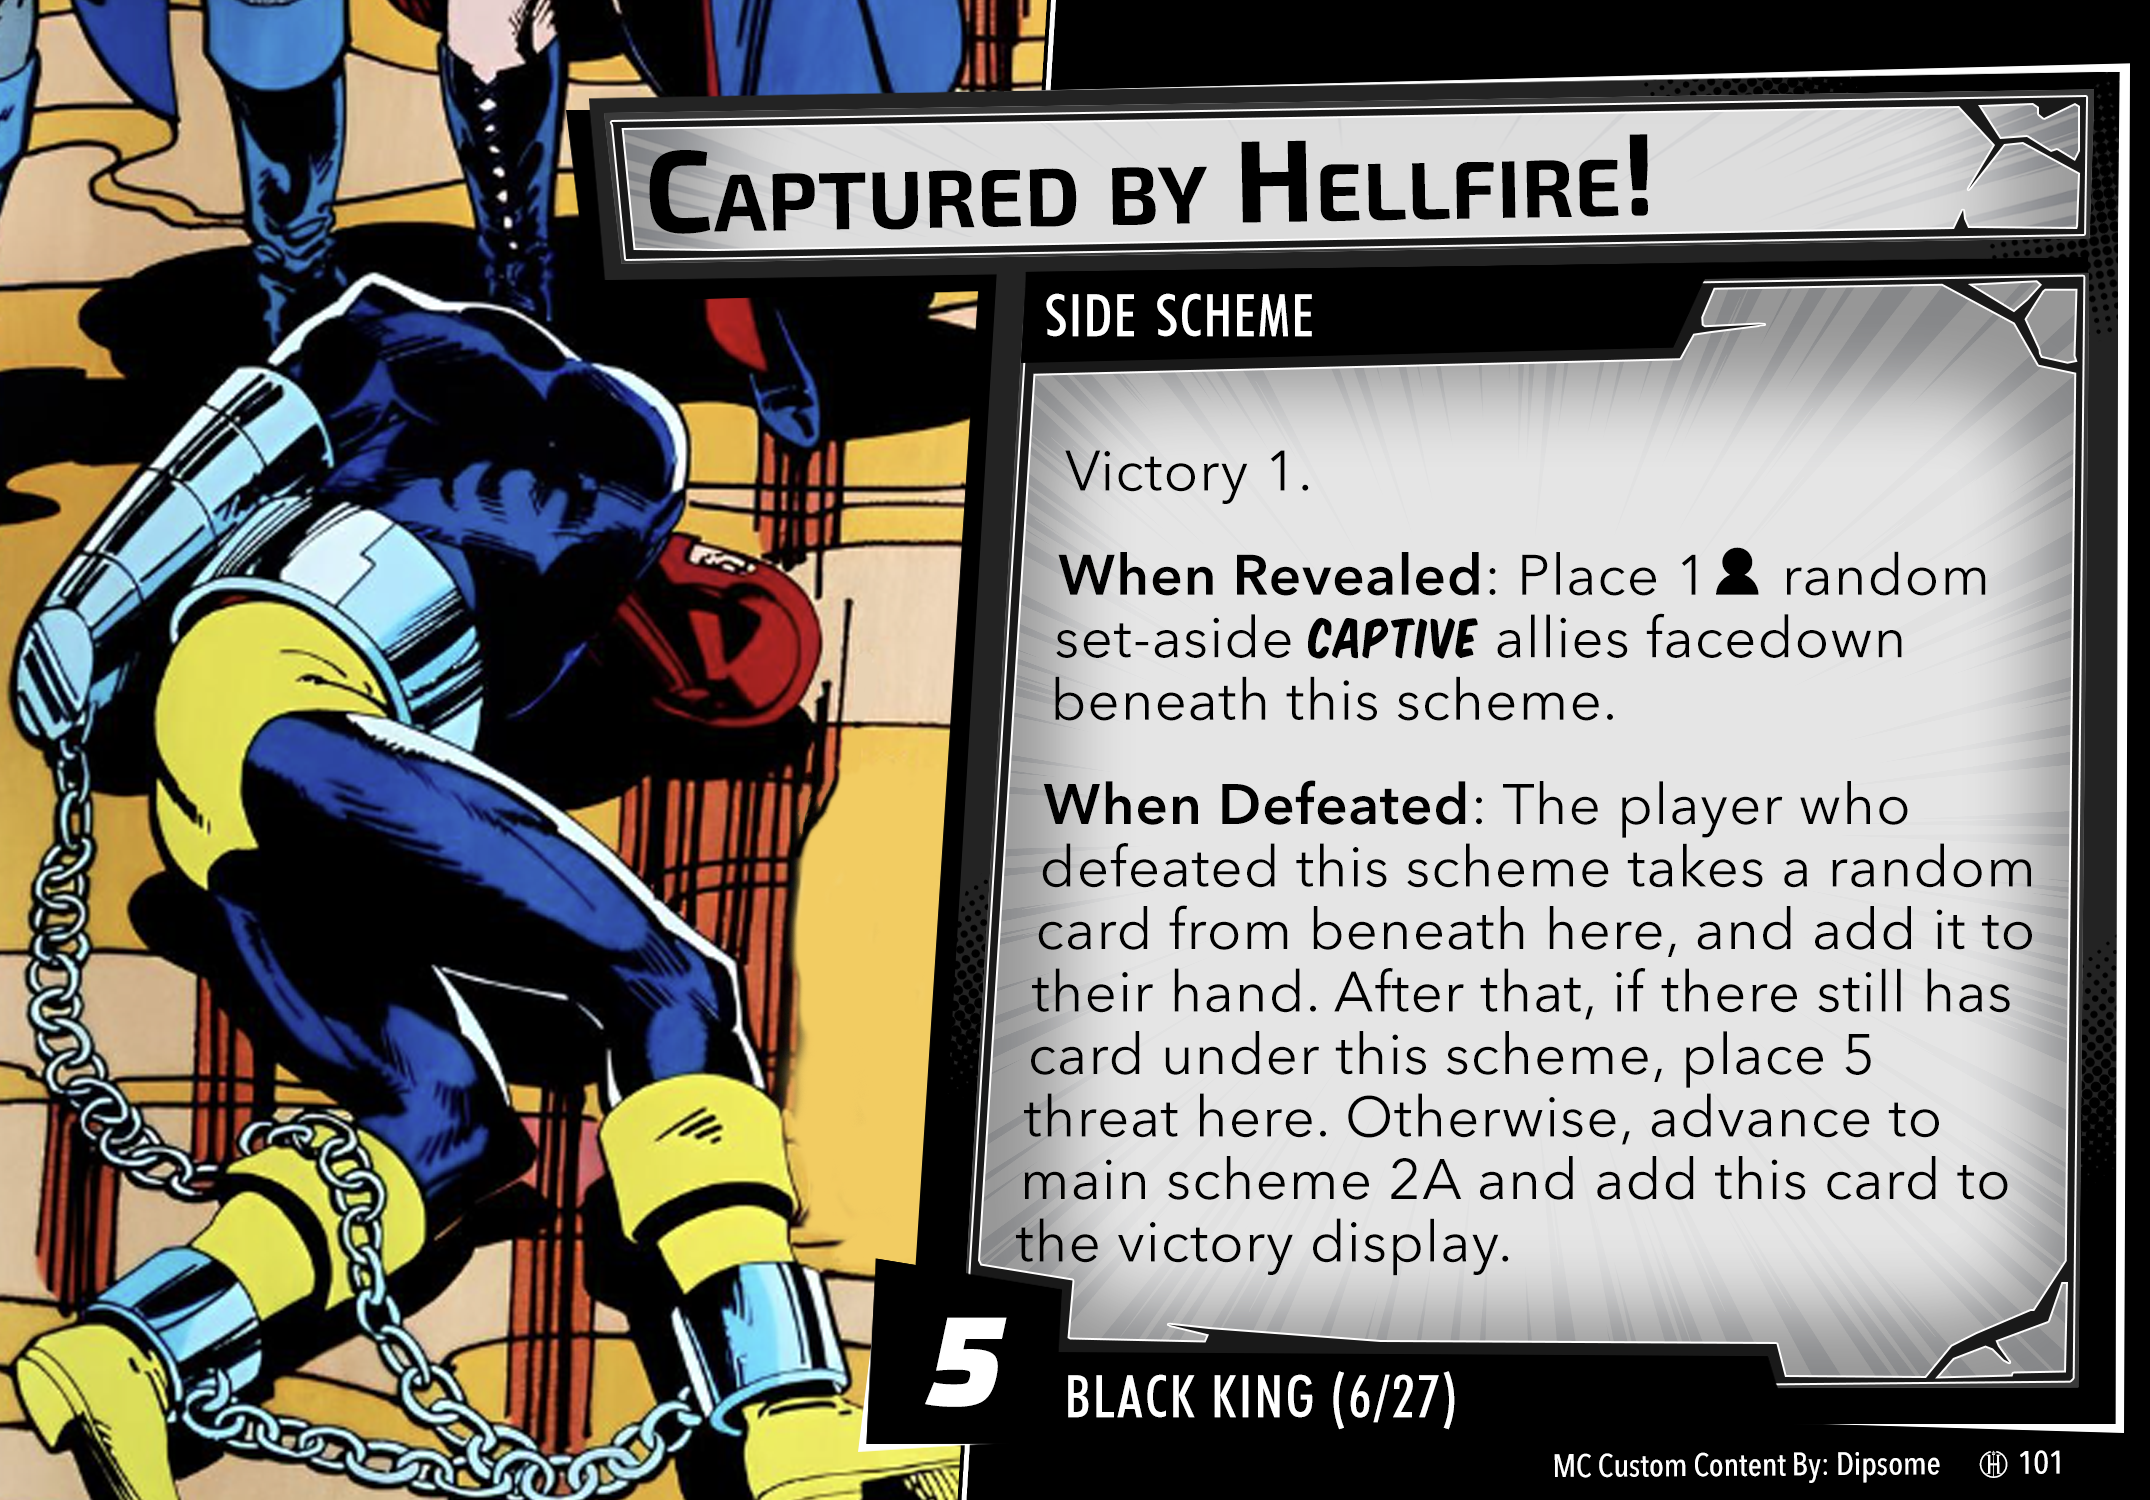 CAPTURED BY HELLFIRE!
SIDE SCHEME
Victory 1.
When Revealed: Place 1 random
set-aside CAPTIVE allies facedown
beneath this scheme.
When Defeated: The player who
defeated this scheme takes a random
card from beneath here, and add it to
their hand. After that, if there still has
card under this scheme, place 5
threat here. Otherwise, advance to
main scheme 2A and add this card to
the victory display.
5
BLACK KING (6/27)
MC Custom Content By: Dipsome H 101